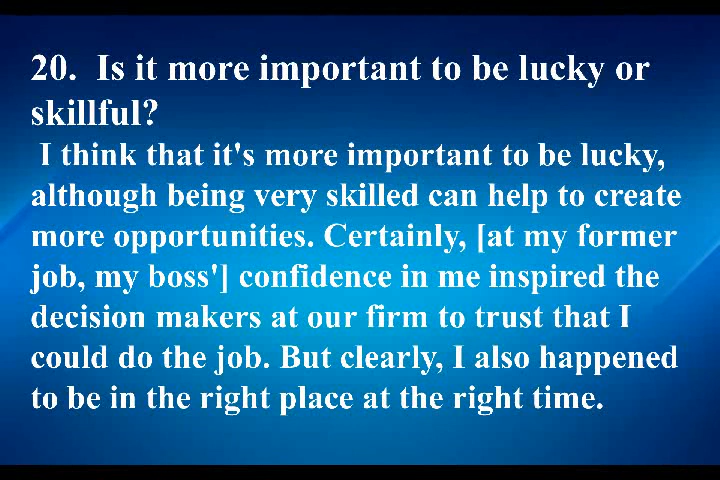 20.  Is it more important to be lucky or
skillful?
I think that it's more important to be lucky,
although being very skilled can help to create
more opportunities. Certainly, [at my former
job, my boss'] confidence in me inspired the
decision makers at our firm to trust that I
could do the job. But clearly, I also happened
to be in the right place at the right time.